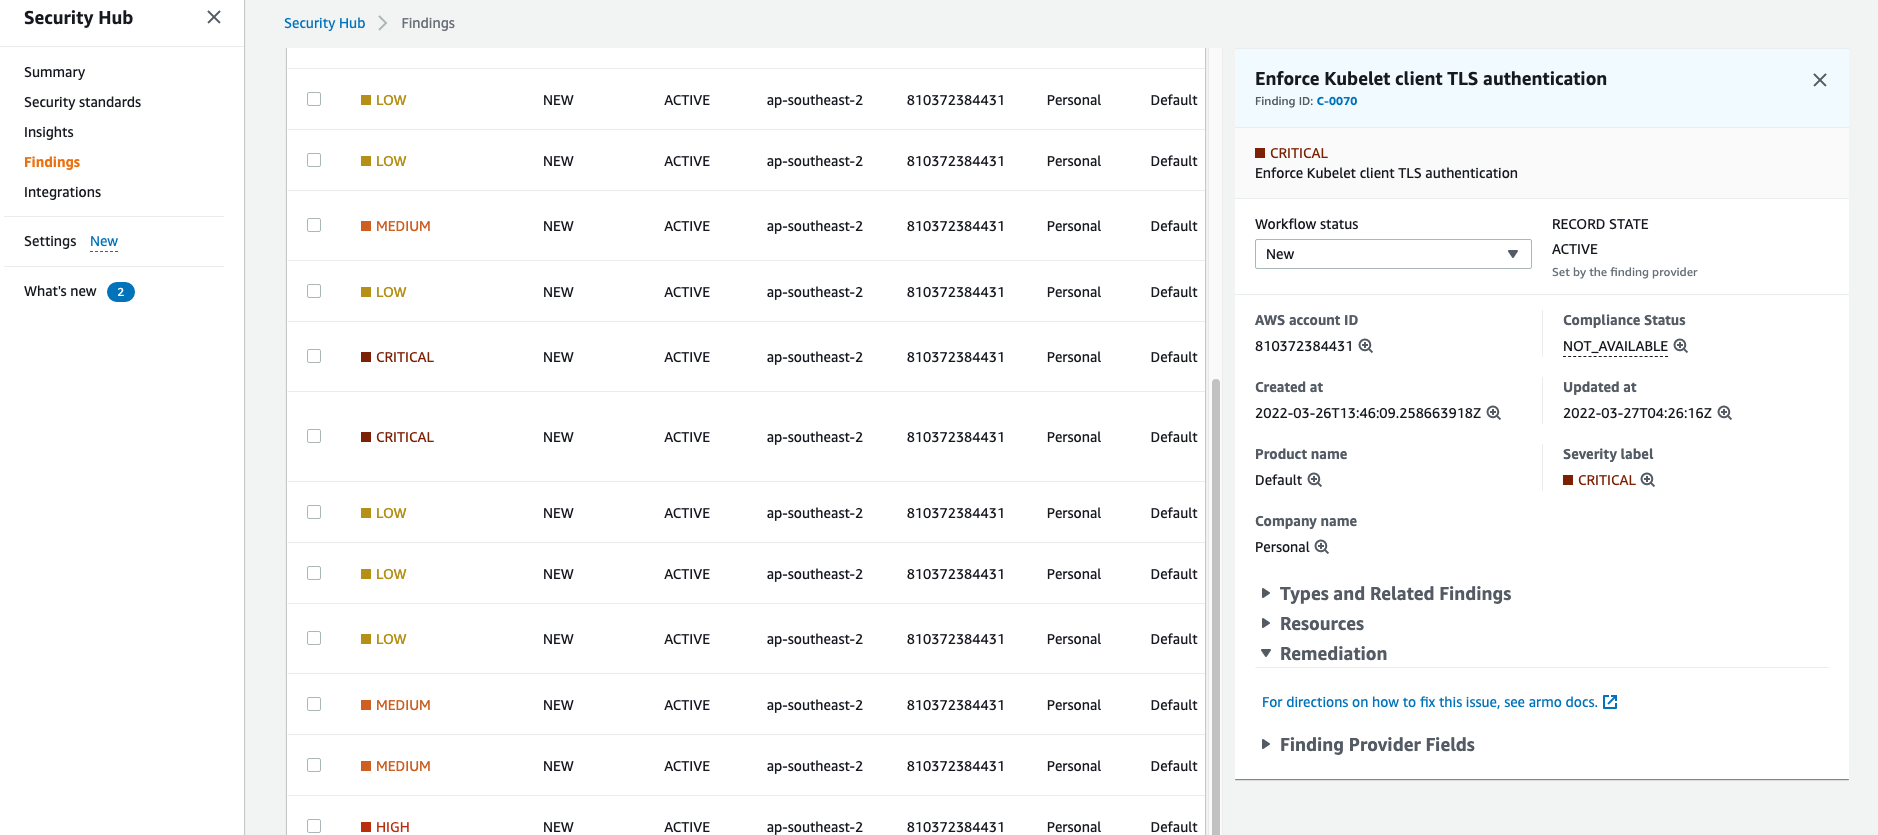 Security Hub
Summary
Security standards
Insights
Findings
Integrations
Settings New
What's new 2
Security Hub Findings
LOW NEW ACTIVE ap-southeast-2 810372384431 Personal Default
LOW NEW ACTIVE ap-southeast-2 810372384431 Personal Default
MEDIUM NEW ACTIVE ap-southeast-2 810372384431 Personal Default
LOW NEW ACTIVE ap-southeast-2 810372384431 Personal Default
CRITICAL NEW ACTIVE ap-southeast-2 810372384431 Personal Default
CRITICAL NEW ACTIVE ap-southeast-2 810372384431 Personal Default
LOW NEW ACTIVE ap-southeast-2 810372384431 Personal Default
LOW NEW ACTIVE ap-southeast-2 810372384431 Personal Default
LOW NEW ACTIVE ap-southeast-2 810372384431 Personal Default
MEDIUM NEW ACTIVE ap-southeast-2 810372384431 Personal Default
MEDIUM NEW ACTIVE ap-southeast-2 810372384431 Personal Default
HIGH NEW ACTIVE ap-southeast-2 810372384431 Personal Default
Enforce Kubelet client TLS authentication
Finding ID: C-0070
CRITICAL
Enforce Kubelet client TLS authentication
Workflow status
New
RECORD STATE
ACTIVE
Set by the finding provider
AWS account ID
810372384431
Compliance Status
NOT_AVAILABLE
Created at
2022-03-26T13:46:09.258663918Z
Updated at
2022-03-27T04:26:16Z
Product name
Default
Severity label
CRITICAL
Company name
Personal
Types and Related Findings
Resources
Remediation
For directions on how to fix this issue, see armo docs.
Finding Provider Fields